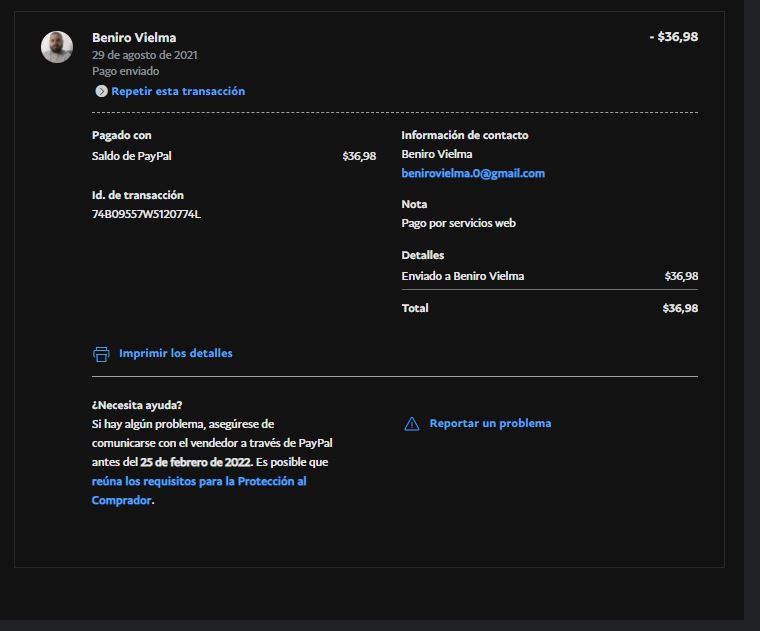 Beniro Vielma
- $36,98
29 de agosto de 2021
Pago enviado
Repetir esta transacción
Pagado con
Saldo de PayPal
$36,98
Id. de transacción
74B09557W5120774L
Información de contacto
Beniro Vielma
benirovielma.0@gmail.com
Nota
Pago por servicios web
Detalles
Enviado a Beniro Vielma
$36,98
Total
$36,98
Imprimir los detalles
¿Necesita ayuda?
Si hay algún problema, asegúrese de
comunicarse con el vendedor a través de PayPal
antes del 25 de febrero de 2022. Es posible que
reúna los requisitos para la Protección al
Comprador.
Reportar un problema